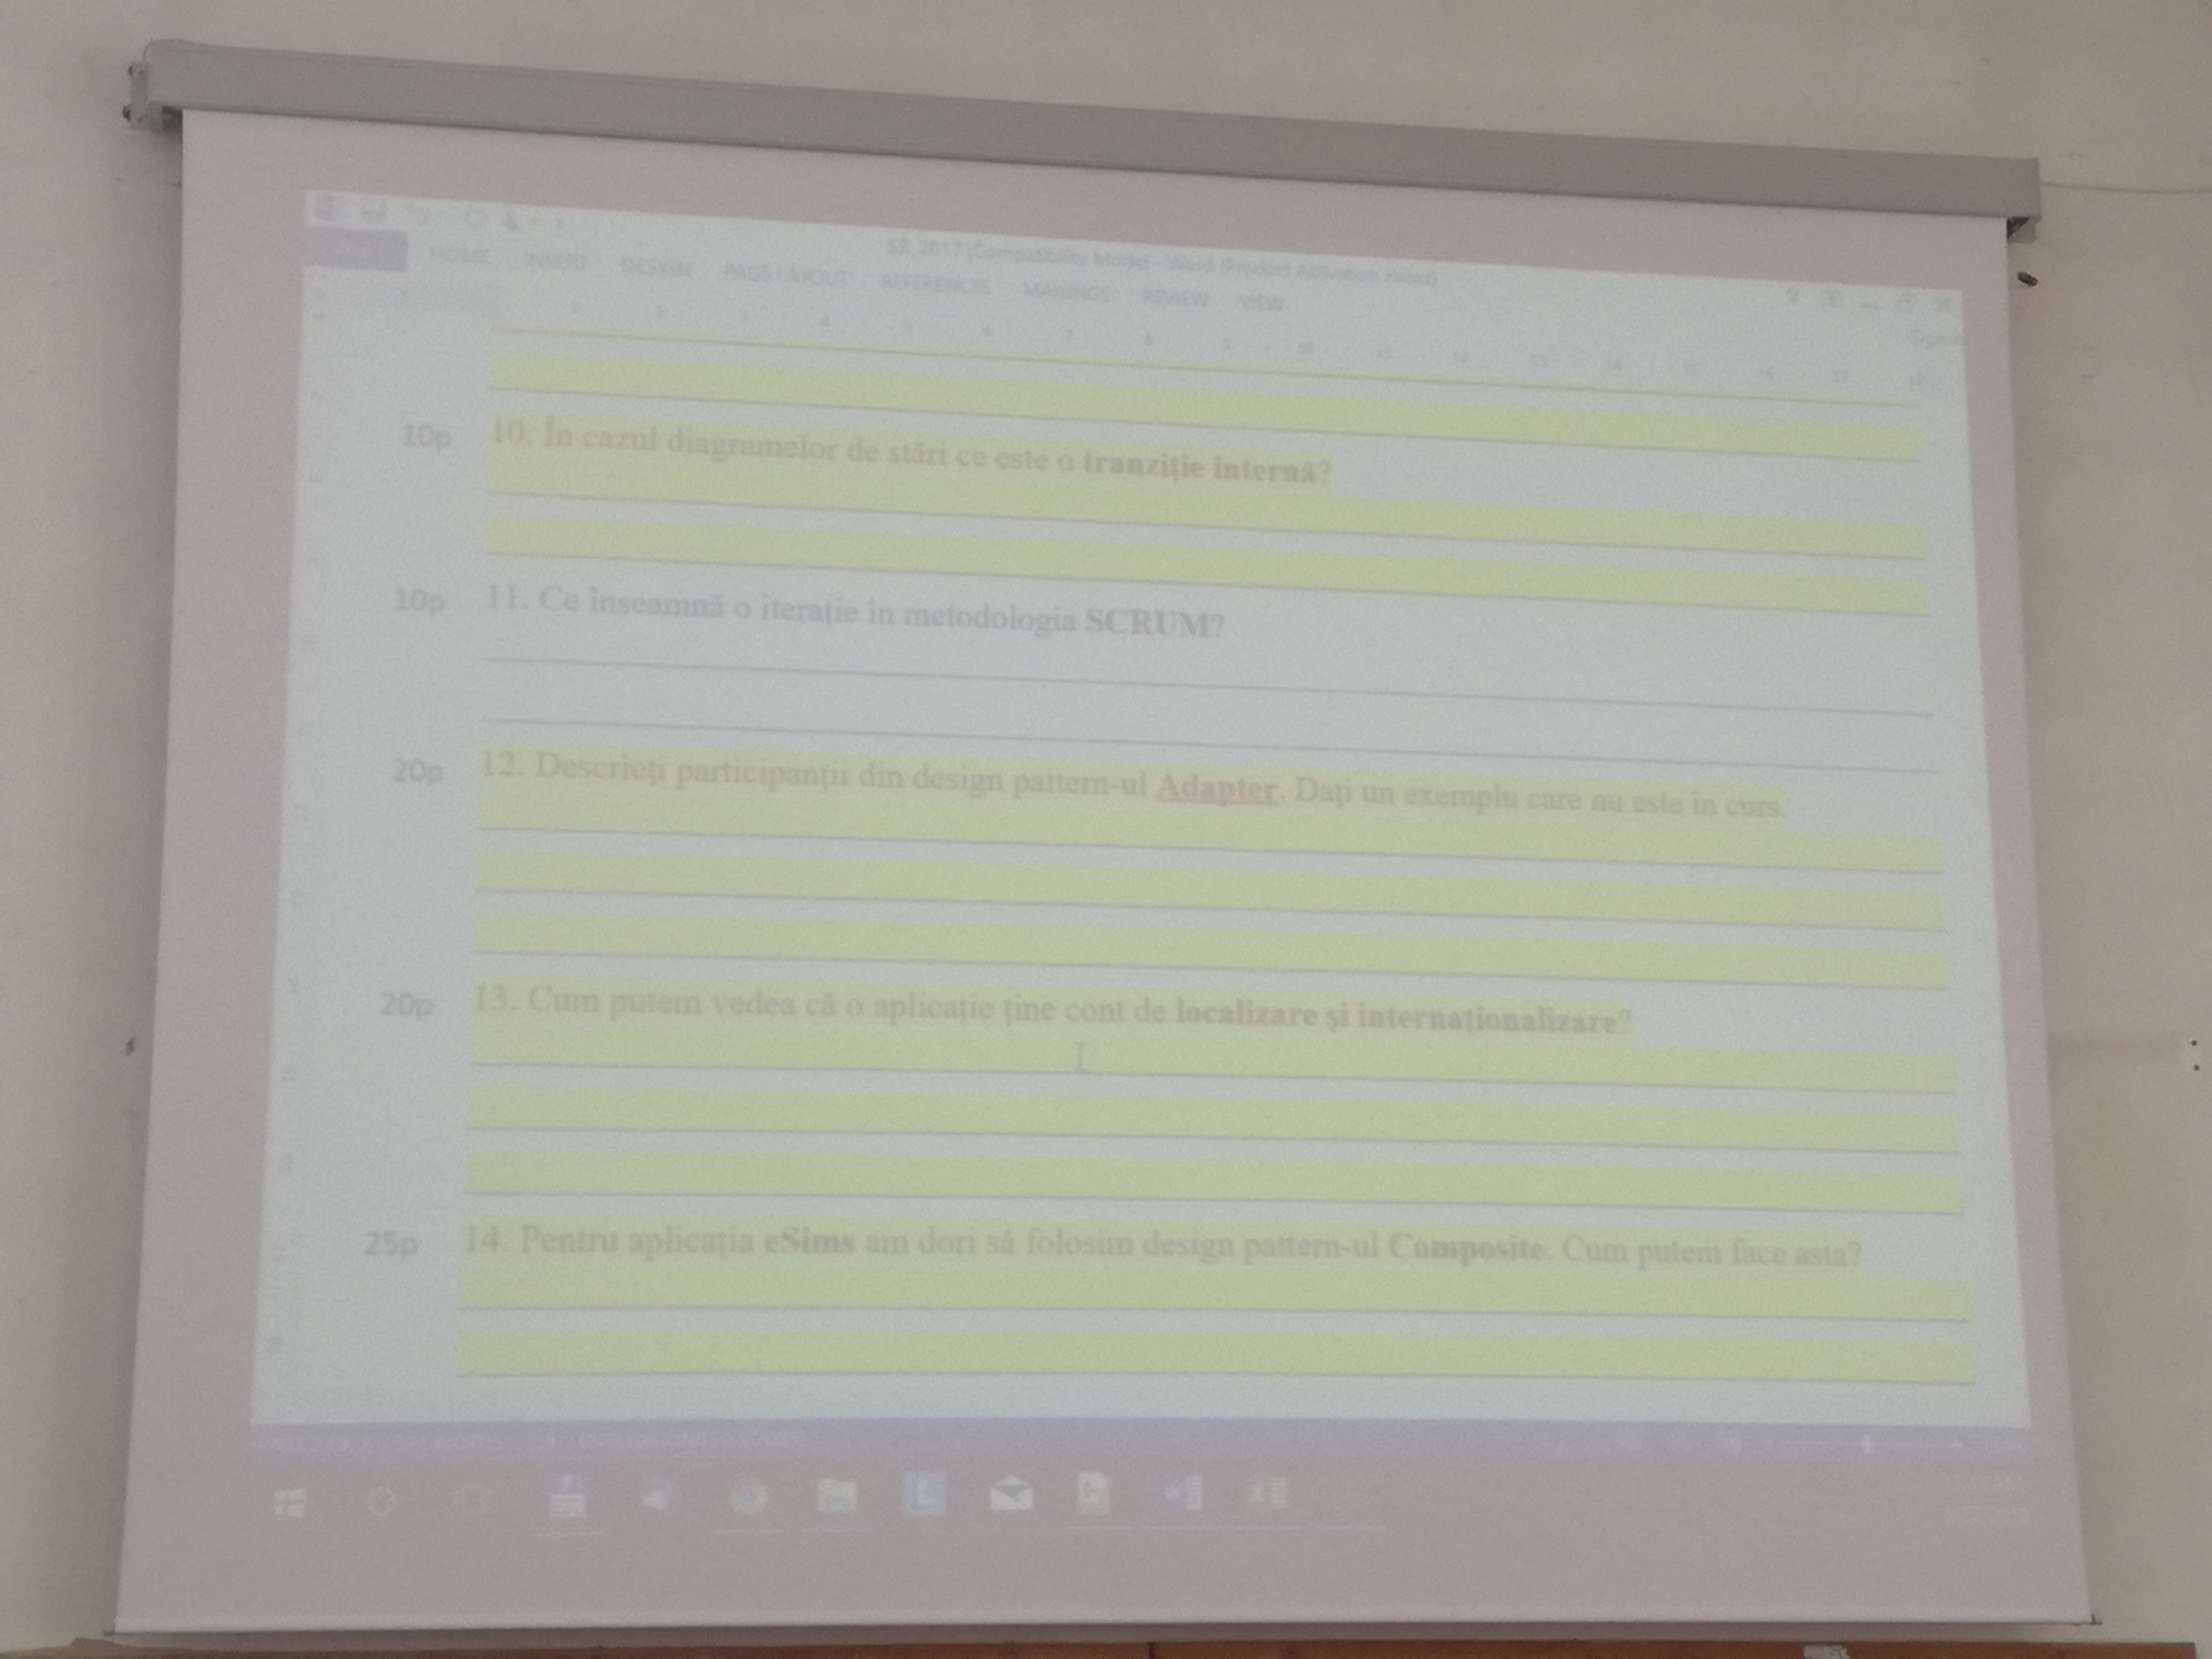 SR_2017 [Compatibility Mode] - Word (Product Activation Failed)
HOME INSERT DESIGN PAGE LAYOUT REFERENCES MAILINGS REVIEW VIEW
10p 10. În cazul diagramelor de stări ce este o tranziție internă?
10p 11. Ce înseamnă o iterație în metodologia SCRUM?
20p 12. Descrieți participanții din design pattern-ul Adapter. Dați un exemplu care nu este în curs.
20p 13. Cum putem vedea că o aplicație ține cont de localizare și internaționalizare?
25p 14. Pentru aplicația eSims am dori să folosim design pattern-ul Composite. Cum putem face asta?